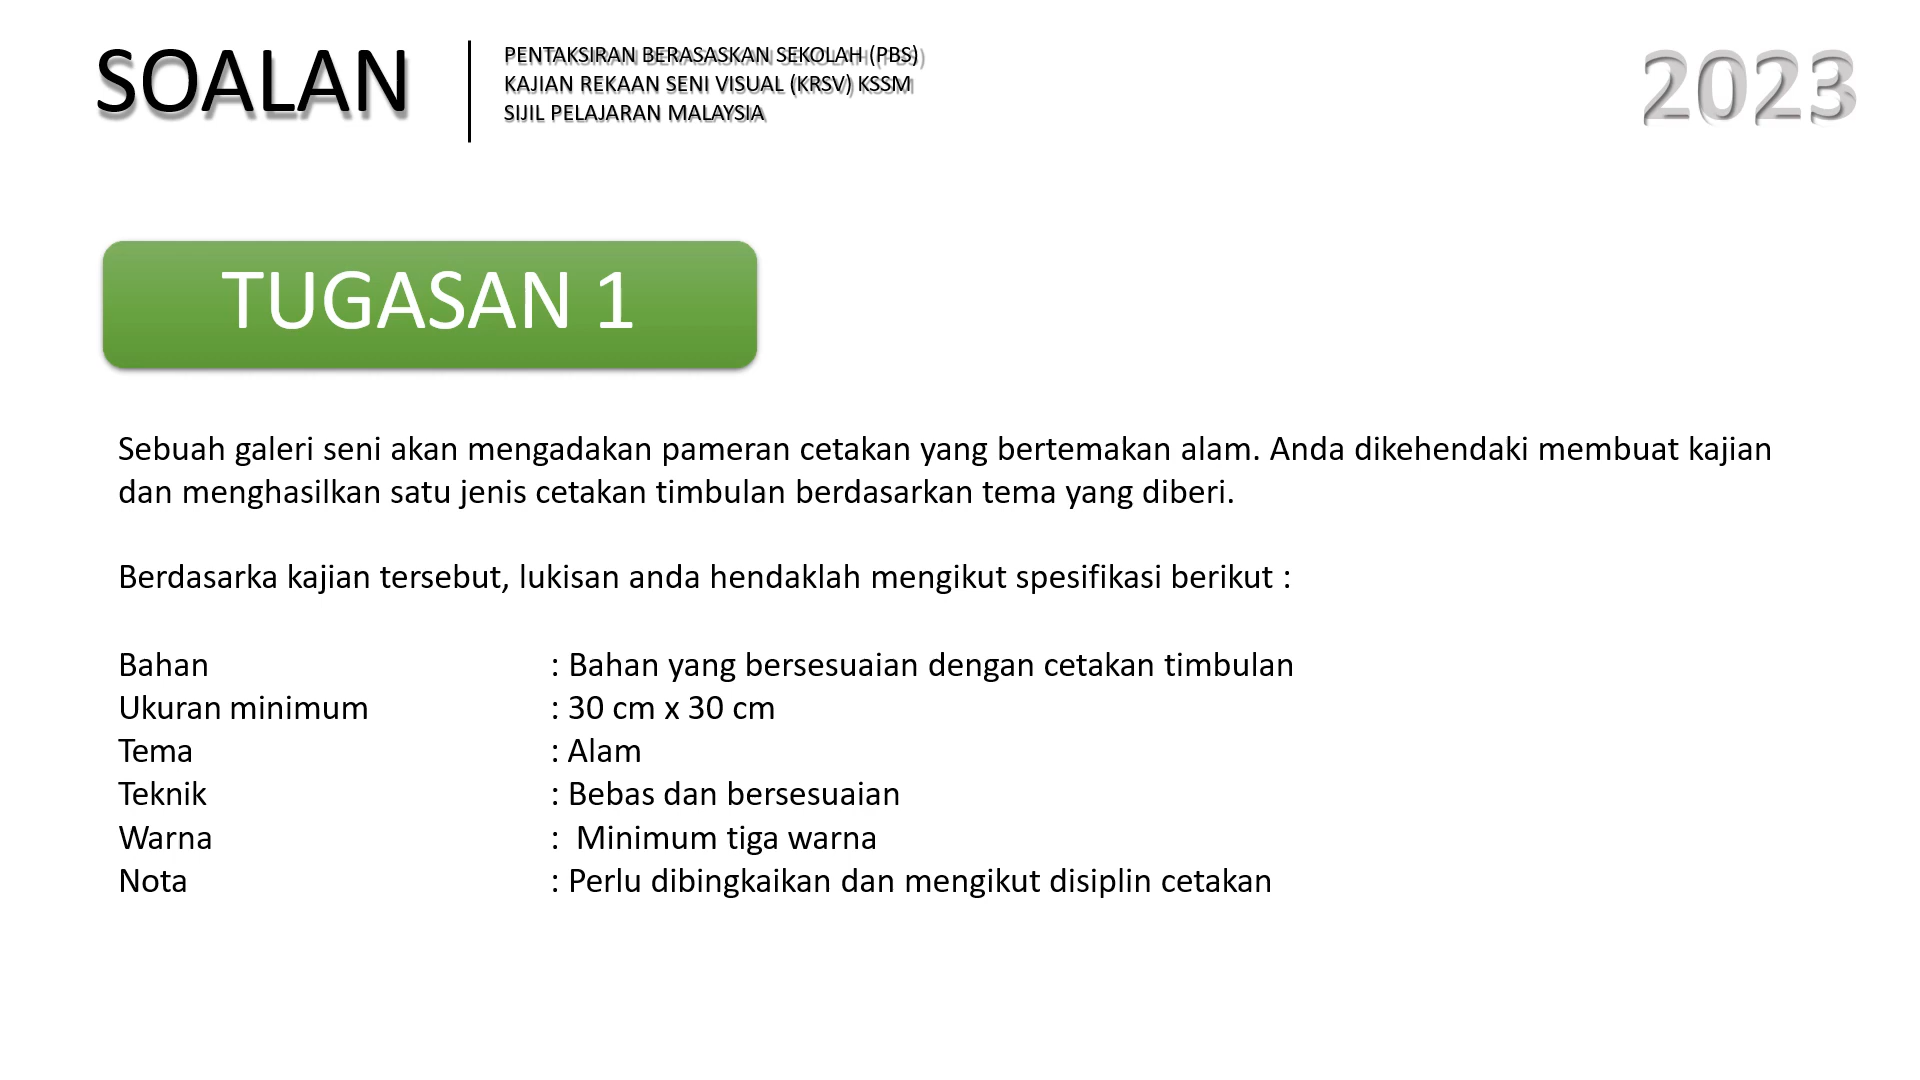 SOALAN
PENTAKSIRAN BERASASKAN SEKOLAH (PBS)
KAJIAN REKAAN SENI VISUAL (KRSV) KSSM
SIJIL PELAJARAN MALAYSIA
2023
TUGASAN 1
Sebuah galeri seni akan mengadakan pameran cetakan yang bertemakan alam. Anda dikehendaki membuat kajian
dan menghasilkan satu jenis cetakan timbulan berdasarkan tema yang diberi.
Berdasarka kajian tersebut, lukisan anda hendaklah mengikut spesifikasi berikut :
Bahan : Bahan yang bersesuaian dengan cetakan timbulan
Ukuran minimum : 30 cm x 30 cm
Tema : Alam
Teknik : Bebas dan bersesuaian
Warna : Minimum tiga warna
Nota : Perlu dibingkaikan dan mengikut disiplin cetakan